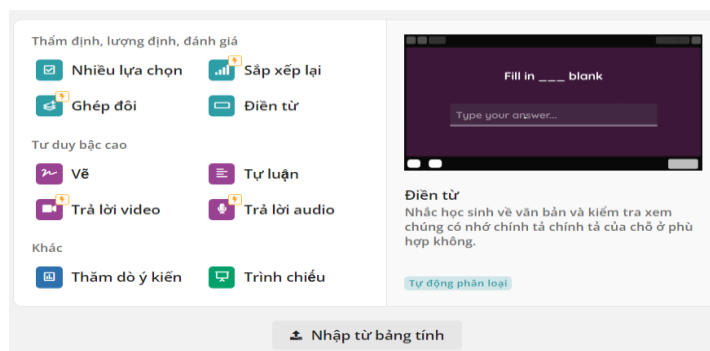 Thẩm định, lượng định, đánh giá
Nhiều lựa chọn
Sắp xếp lại
Ghép đôi
Điền từ
Tư duy bậc cao
Vẽ
Tự luận
Trả lời video
Trả lời audio
Khác
Thăm dò ý kiến
Trình chiếu
Fill in ___ blank
Type your answer...
Điền từ
Nhắc học sinh về văn bản và kiểm tra xem
chúng có nhớ chính tả chính tả của chỗ ở phù
hợp không.
Tự động phân loại
Nhập từ bảng tính